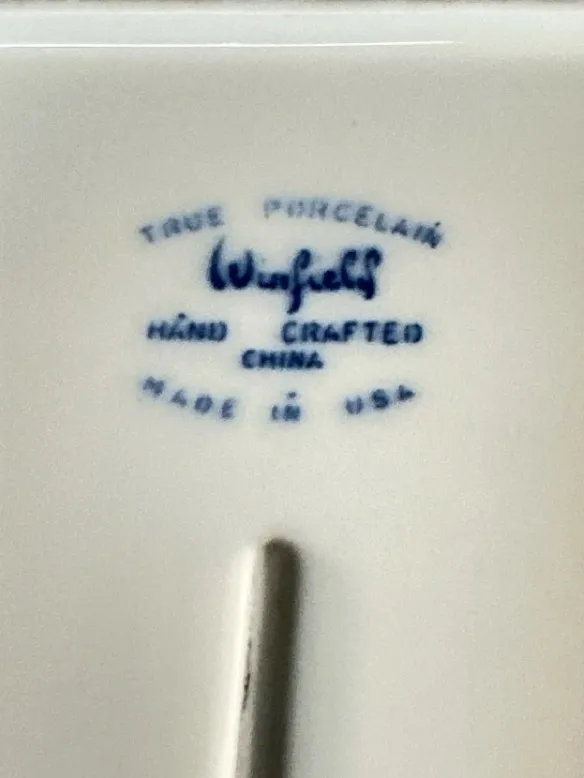 TRUE PORCELAIN
Winfield
HAND CRAFTED
CHINA
MADE IN USA